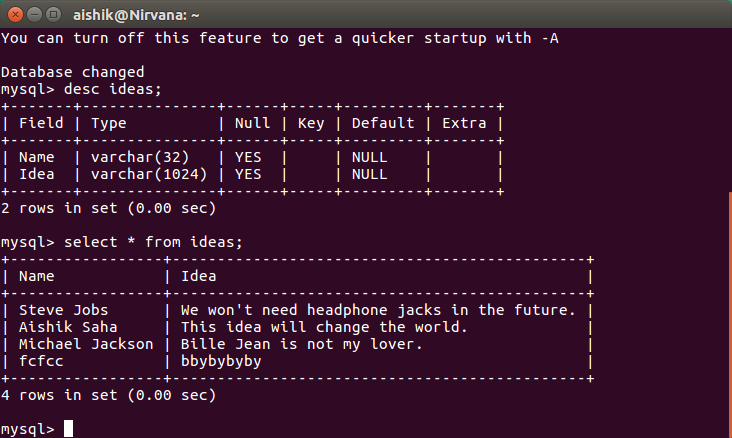 aishik@Nirvana: ~
You can turn off this feature to get a quicker startup with -A
Database changed
mysql> desc ideas;
+-------+---------------+------+-----+---------+-------+
| Field | Type          | Null | Key | Default | Extra |
+-------+---------------+------+-----+---------+-------+
| Name  | varchar(32)   | YES  |     | NULL    |       |
| Idea  | varchar(1024) | YES  |     | NULL    |       |
+-------+---------------+------+-----+---------+-------+
2 rows in set (0.00 sec)
mysql> select * from ideas;
+-----------------+----------------------------------------------+
| Name            | Idea                                         |
+-----------------+----------------------------------------------+
| Steve Jobs      | We won't need headphone jacks in the future. |
| Aishik Saha     | This idea will change the world.             |
| Michael Jackson | Bille Jean is not my lover.                  |
| fcfcc           | bbybybyby                                    |
+-----------------+----------------------------------------------+
4 rows in set (0.00 sec)
mysql>